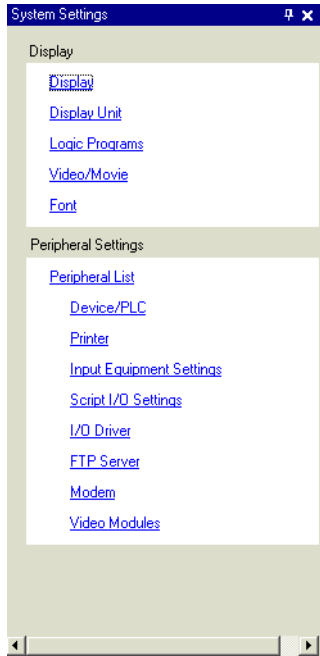 System Settings
Display
Display
Display Unit
Logic Programs
Video/Movie
Font
Peripheral Settings
Peripheral List
Device/PLC
Printer
Input Equipment Settings
Script I/O Settings
I/O Driver
FTP Server
Modem
Video Modules